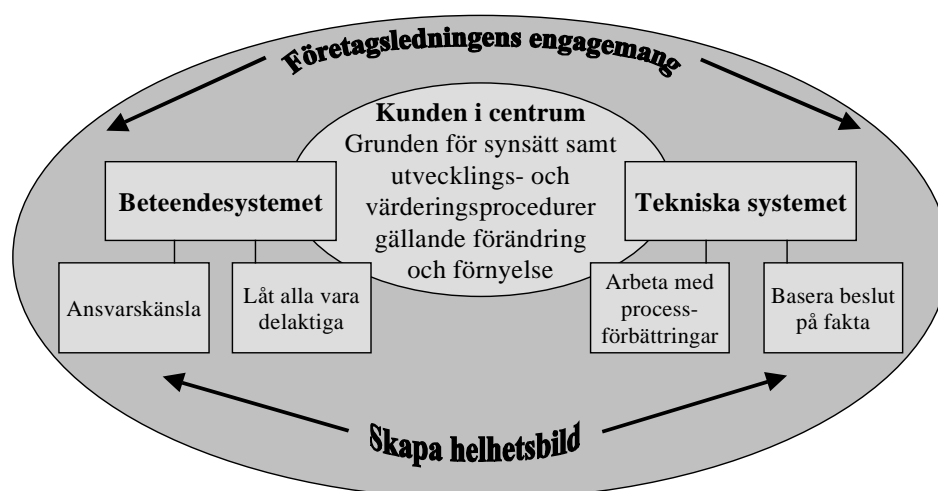 Företagsledningens engagemang
Kunden i centrum
Grunden för synsätt samt
utvecklings- och
värderingsprocedurer
gällande förändring
och förnyelse
Beteendesystemet
Tekniska systemet
Ansvarskänsla
Låt alla vara
delaktiga
Arbeta med
process-
förbättringar
Basera beslut
på fakta
Skapa helhetsbild